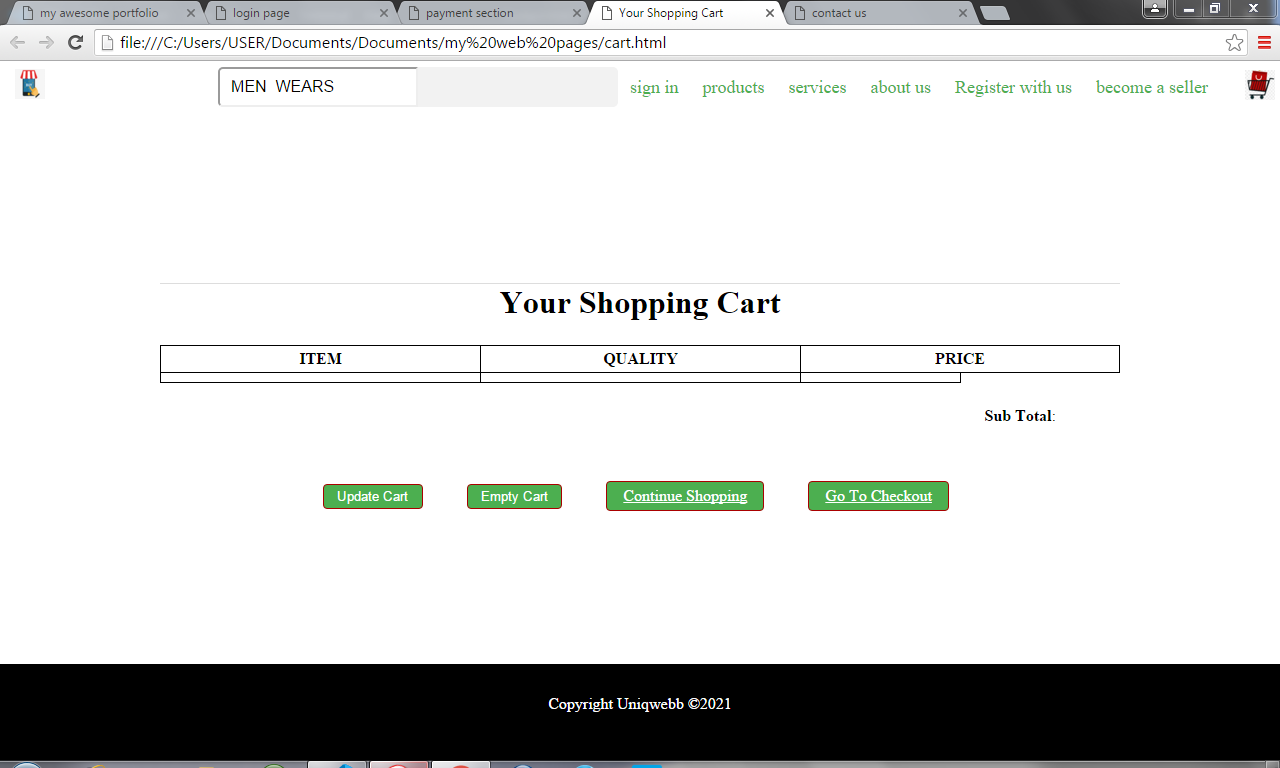 my awesome portfolio login page payment section Your Shopping Cart contact us
file:///C:/Users/USER/Documents/Documents/my%20web%20pages/cart.html
MEN WEARS sign in products services about us Register with us become a seller
Your Shopping Cart
ITEM QUALITY PRICE
Sub Total:
Update Cart Empty Cart Continue Shopping Go To Checkout
Copyright Uniqwebb ©2021